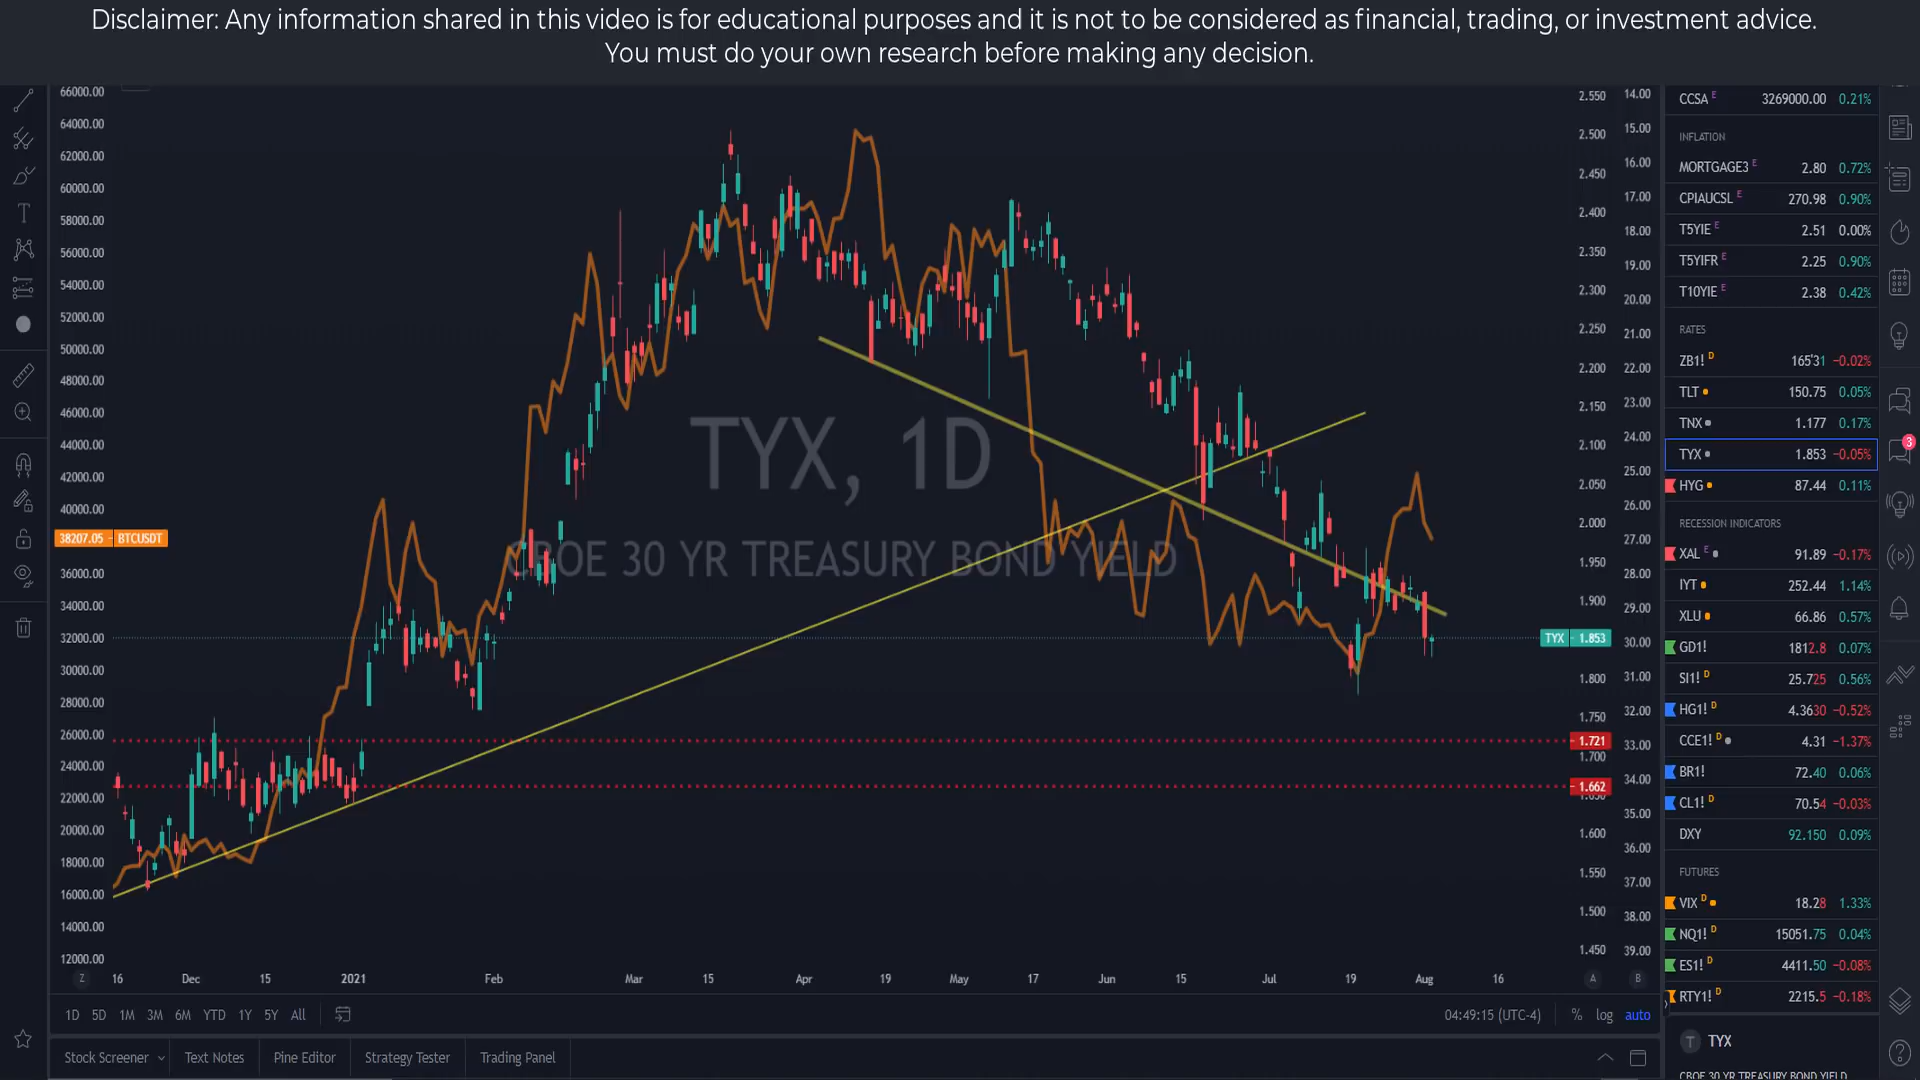 Disclaimer: Any information shared in this video is for educational purposes and it is not to be considered as financial, trading, or investment advice.
You must do your own research before making any decision.
66000.00
64000.00
62000.00
60000.00
58000.00
56000.00
54000.00
52000.00
50000.00
48000.00
46000.00
44000.00
42000.00
40000.00
38207.05 BTCUSDT
36000.00
34000.00
32000.00
30000.00
28000.00
26000.00
24000.00
22000.00
20000.00
18000.00
16000.00
14000.00
12000.00
TYX, 1D
CBOE 30 YR TREASURY BOND YIELD
2.550
2.500
2.450
2.400
2.350
2.300
2.250
2.200
2.150
2.100
2.050
2.000
1.950
1.900
TYX 1.853
1.800
1.750
1.721
1.700
1.662
1.600
1.550
1.500
1.450
14.00
15.00
16.00
17.00
18.00
19.00
20.00
21.00
22.00
23.00
24.00
25.00
26.00
27.00
28.00
29.00
30.00
31.00
32.00
33.00
34.00
35.00
36.00
37.00
38.00
39.00
Z 16 Dec 15 2021 Feb Mar 15 Apr 19 May 17 Jun 15 Jul 19 Aug 16 A B
1D 5D 1M 3M 6M YTD 1Y 5Y All 04:49:15 (UTC-4) % log auto
Stock Screener Text Notes Pine Editor Strategy Tester Trading Panel
CCSA E 3269000.00 0.21%
INFLATION
MORTGAGE3 E 2.80 0.72%
CPIAUCSL E 270.98 0.90%
T5YIE E 2.51 0.00%
T5YIFR E 2.25 0.90%
T10YIE E 2.38 0.42%
RATES
ZB1! D 165'31 −0.02%
TLT 150.75 0.05%
TNX 1.177 0.17%
TYX 1.853 −0.05%
HYG 87.44 0.11%
RECESSION INDICATORS
XAL E 91.89 −0.17%
IYT 252.44 1.14%
XLU 66.86 0.57%
GD1! 1812.8 0.07%
SI1! D 25.725 0.56%
HG1! D 4.3630 −0.52%
CCE1! D 4.31 −1.37%
BR1! 72.40 0.06%
CL1! D 70.54 −0.03%
DXY 92.150 0.09%
FUTURES
VIX D 18.28 1.33%
NQ1! D 15051.75 0.04%
ES1! D 4411.50 −0.08%
RTY1! D 2215.5 −0.18%
T TYX
CBOE 30 YR TREASURY BOND YIELD
3